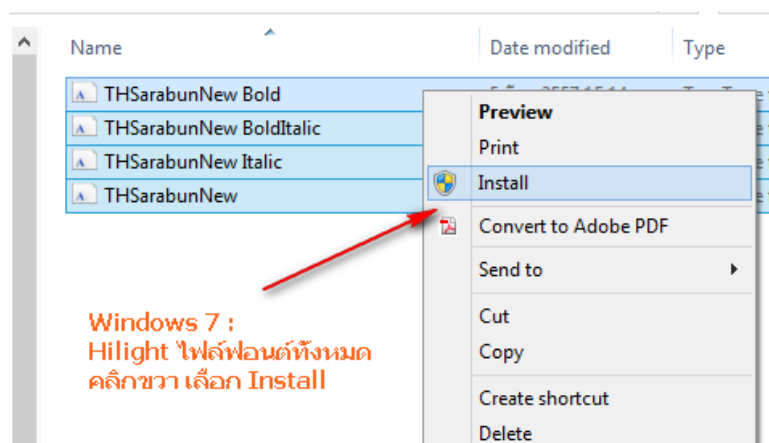 Name Date modified Type
THSarabunNew Bold
THSarabunNew BoldItalic
THSarabunNew Italic
THSarabunNew
Preview
Print
Install
Convert to Adobe PDF
Send to
Cut
Copy
Create shortcut
Delete
Windows 7 :
Hilight ไฟล์ฟอนต์ทั้งหมด
คลิกขวา เลือก Install